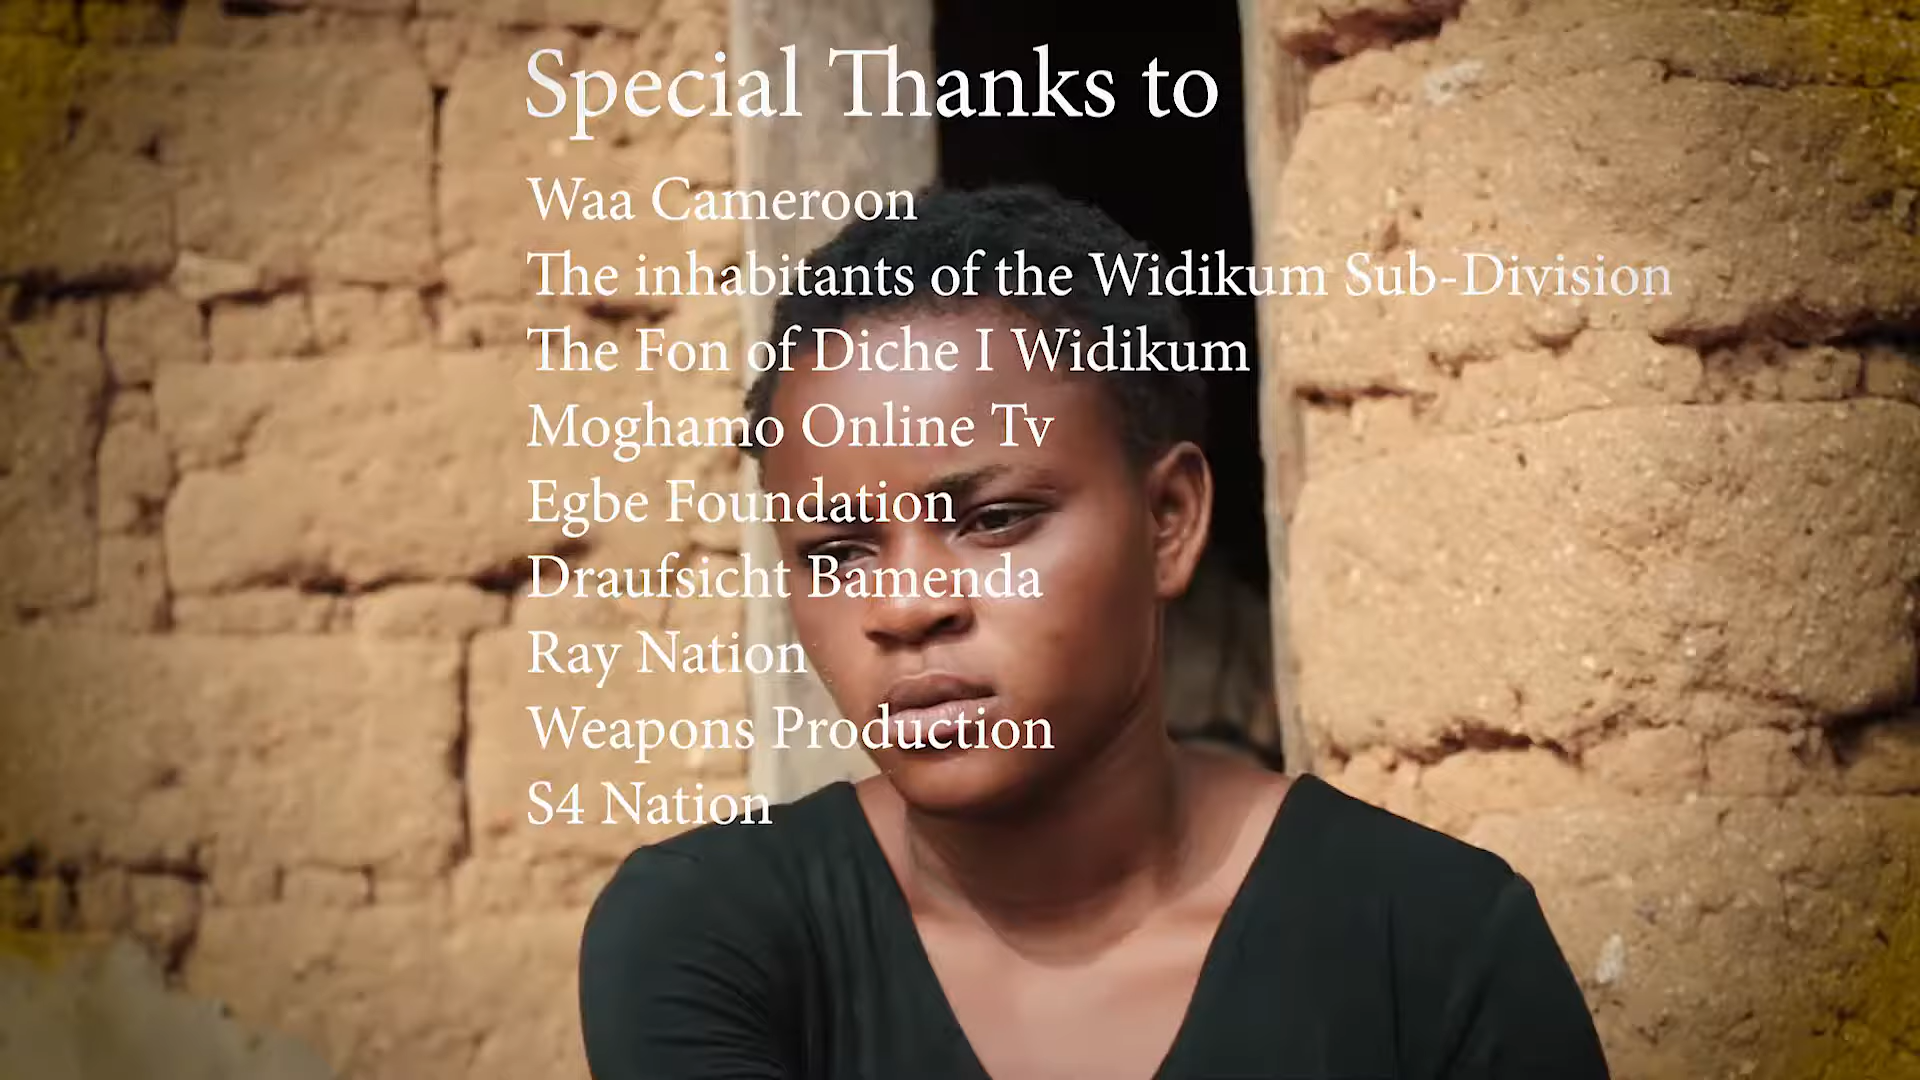 Special Thanks to
Waa Cameroon
The inhabitants of the Widikum Sub-Division
The Fon of Diche I Widikum
Moghamo Online Tv
Egbe Foundation
Draufsicht Bamenda
Ray Nation
Weapons Production
S4 Nation